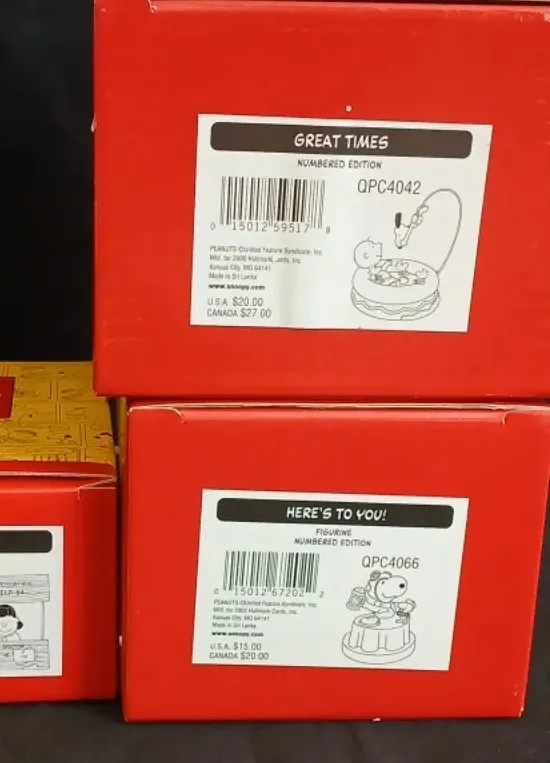 GREAT TIMES
NUMBERED EDITION
QPC4042
0 15012 59517 8
PEANUTS ©United Feature Syndicate, Inc.
Mfd. for 2000 Hallmark Cards, Inc.
Kansas City, MO 64141
Made in Sri Lanka
www.snoopy.com
U.S.A. $20.00
CANADA $27.00
HERE'S TO YOU!
FIGURINE
NUMBERED EDITION
QPC4066
0 15012 67202 2
PEANUTS ©United Feature Syndicate, Inc.
Mfd. for 2002 Hallmark Cards, Inc.
Kansas City, MO 64141
Made in Sri Lanka
www.snoopy.com
U.S.A. $15.00
CANADA $20.00